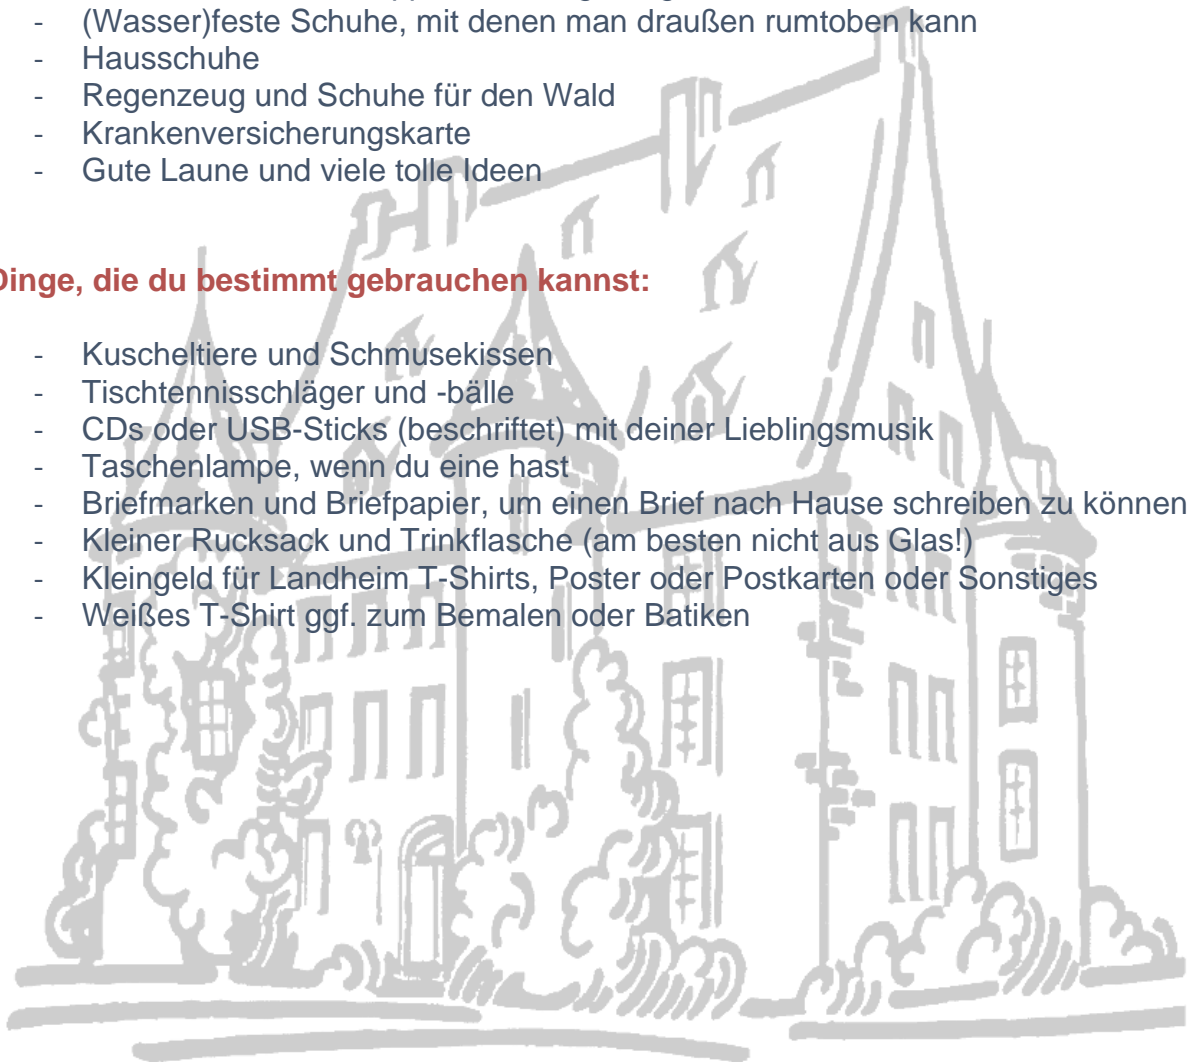 - (Wasser)feste Schuhe, mit denen man draußen rumtoben kann
- Hausschuhe
- Regenzeug und Schuhe für den Wald
- Krankenversicherungskarte
- Gute Laune und viele tolle Ideen
Dinge, die du bestimmt gebrauchen kannst:
- Kuscheltiere und Schmusekissen
- Tischtennisschläger und -bälle
- CDs oder USB-Sticks (beschriftet) mit deiner Lieblingsmusik
- Taschenlampe, wenn du eine hast
- Briefmarken und Briefpapier, um einen Brief nach Hause schreiben zu können
- Kleiner Rucksack und Trinkflasche (am besten nicht aus Glas!)
- Kleingeld für Landheim T-Shirts, Poster oder Postkarten oder Sonstiges
- Weißes T-Shirt ggf. zum Bemalen oder Batiken